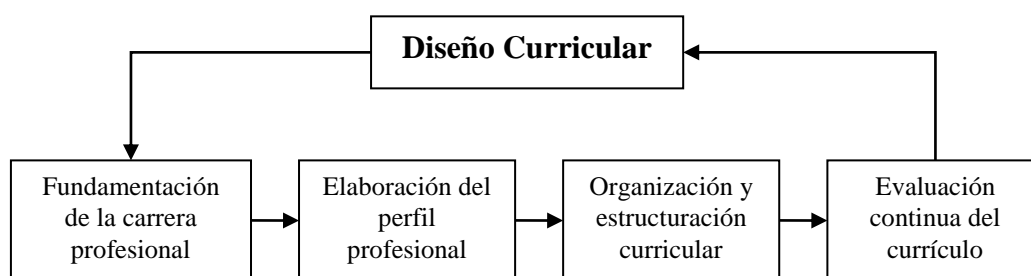 Diseño Curricular
Fundamentación
de la carrera
profesional
Elaboración del
perfil
profesional
Organización y
estructuración
curricular
Evaluación
continua del
currículo